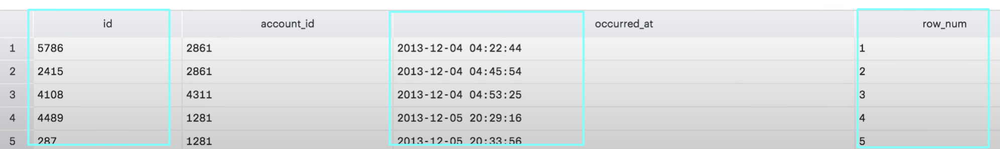 id account_id occurred_at row_num
1 5786 2861 2013-12-04 04:22:44 1
2 2415 2861 2013-12-04 04:45:54 2
3 4108 4311 2013-12-04 04:53:25 3
4 4489 1281 2013-12-05 20:29:16 4
5 287 1281 2013-12-05 20:33:56 5